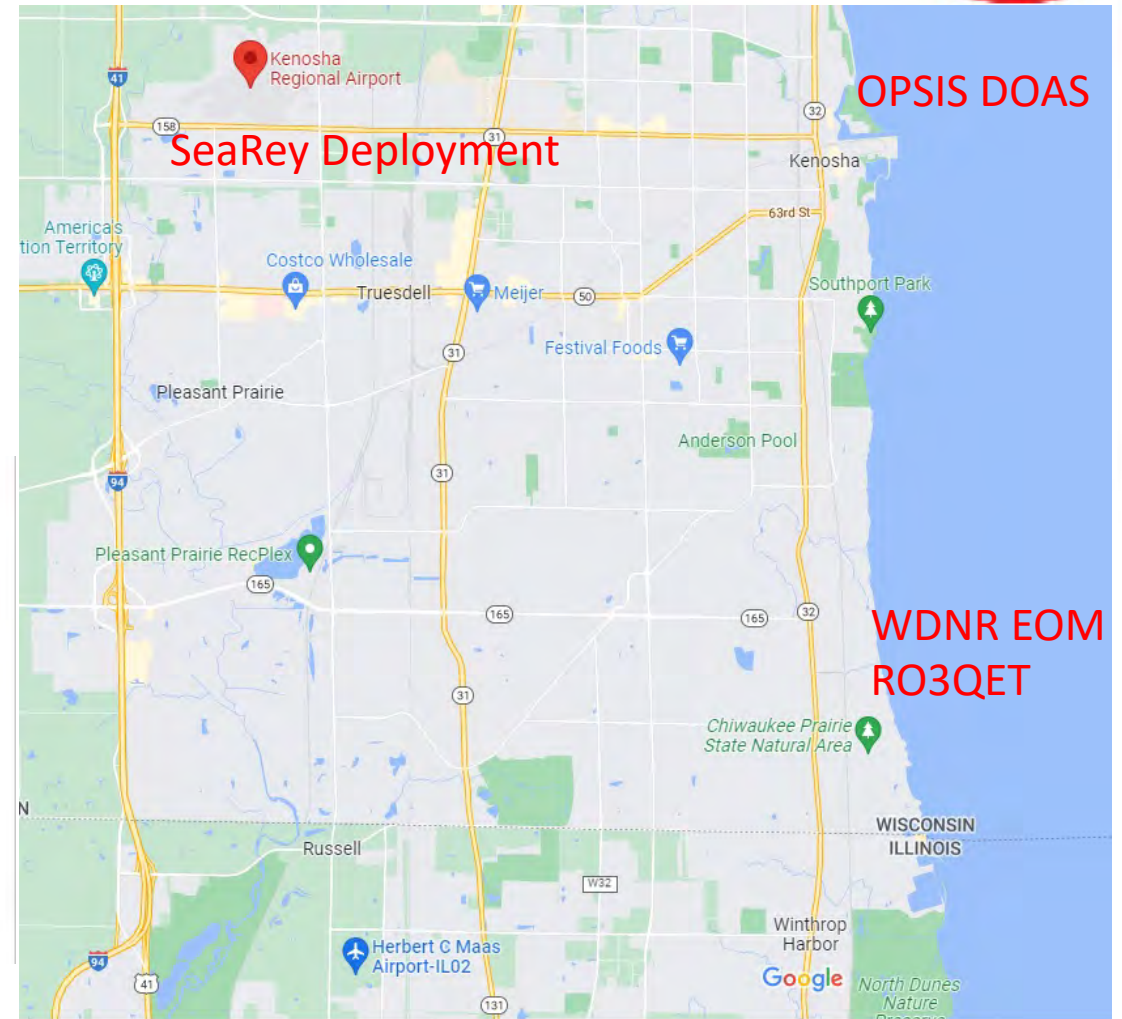 Kenosha
Regional Airport
OPSIS DOAS
41
32
158
SeaRey Deployment
31
Kenosha
63rd St
America's
tion Territory
Costco Wholesale
Southport Park
Truesdell
Meijer
50
Festival Foods
31
Pleasant Prairie
Anderson Pool
31
94
Pleasant Prairie RecPlex
165
165
165
32
WDNR EOM
RO3QET
31
Chiwaukee Prairie
State Natural Area
N
WISCONSIN
ILLINOIS
Russell
W32
Winthrop
Harbor
Herbert C Maas
Airport-IL02
94
41
Google
North Dunes
Nature
131